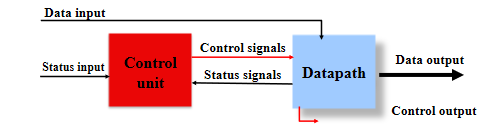 Data input
Control signals
Status input
Control
unit
Status signals
Datapath
Data output
Control output